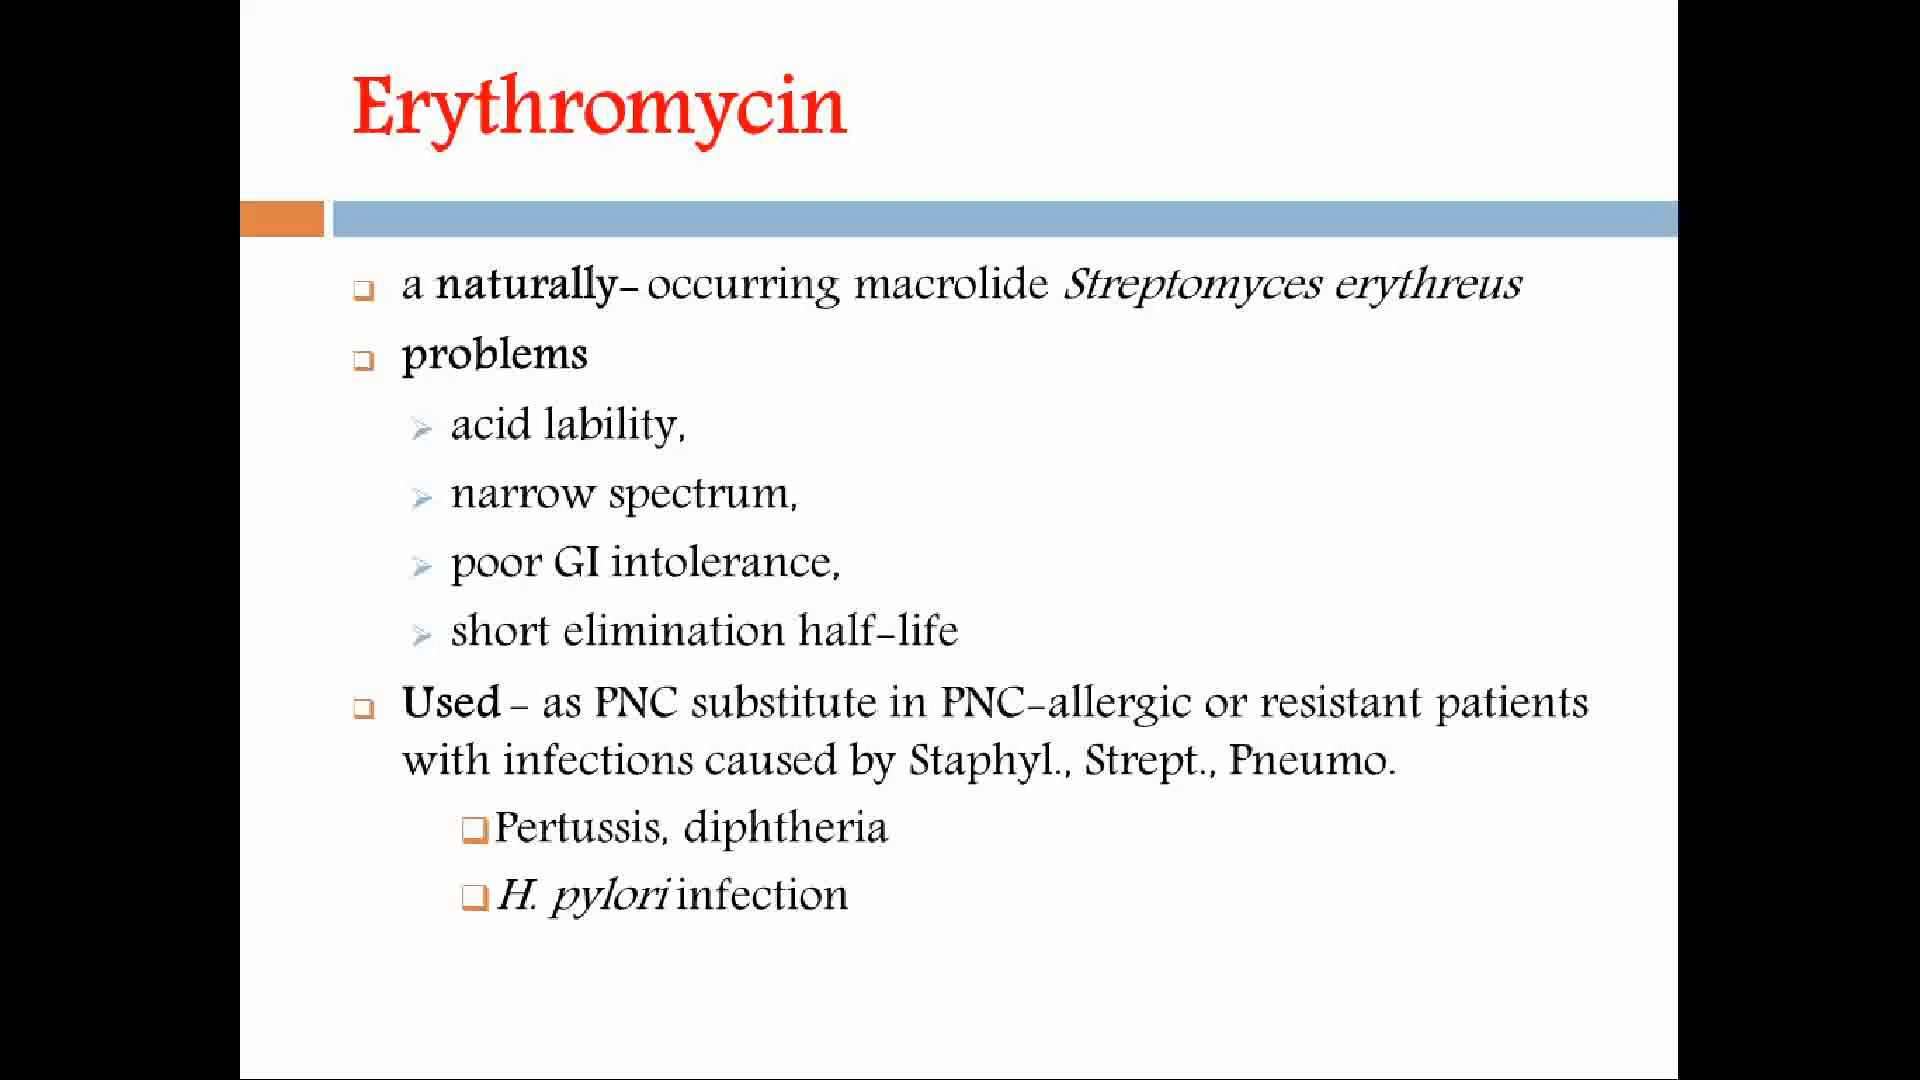 Erythromycin
a naturally-occurring macrolide Streptomyces erythreus
problems
acid lability,
narrow spectrum,
poor GI intolerance,
short elimination half-life
Used - as PNC substitute in PNC-allergic or resistant patients
with infections caused by Staphyl., Strept., Pneumo.
Pertussis, diphtheria
H. pylori infection